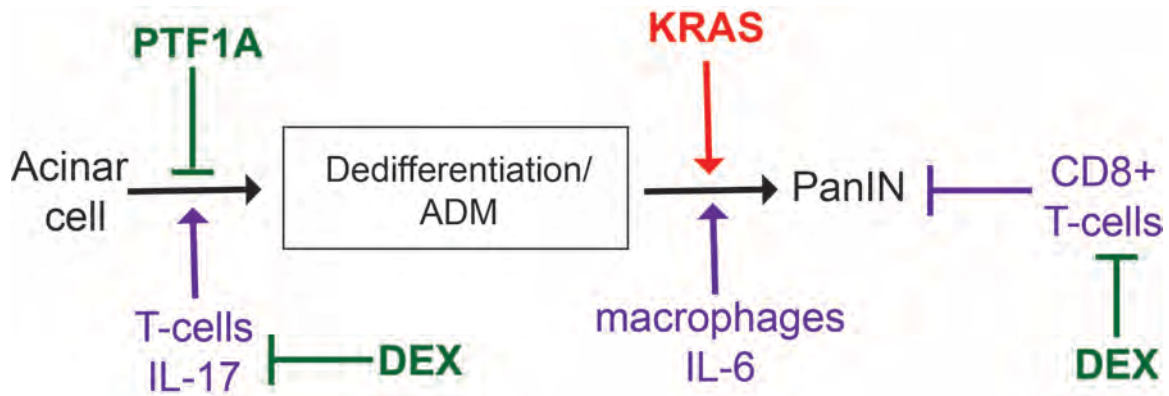 PTF1A
KRAS
Acinar
cell
Dedifferentiation/
ADM
PanIN
CD8+
T-cells
T-cells
IL-17
DEX
macrophages
IL-6
DEX